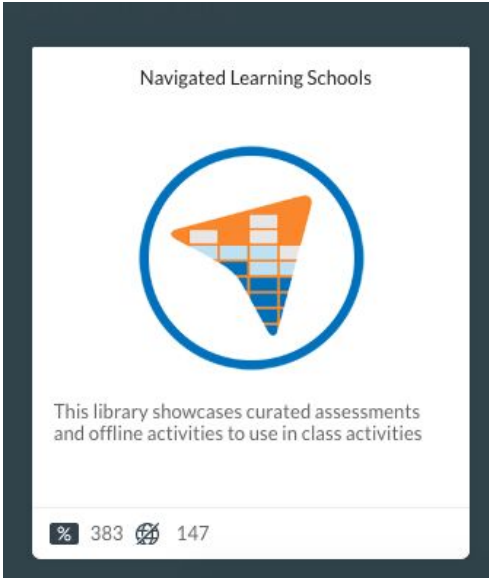 Navigated Learning Schools
This library showcases curated assessments
and offline activities to use in class activities
% 383 147